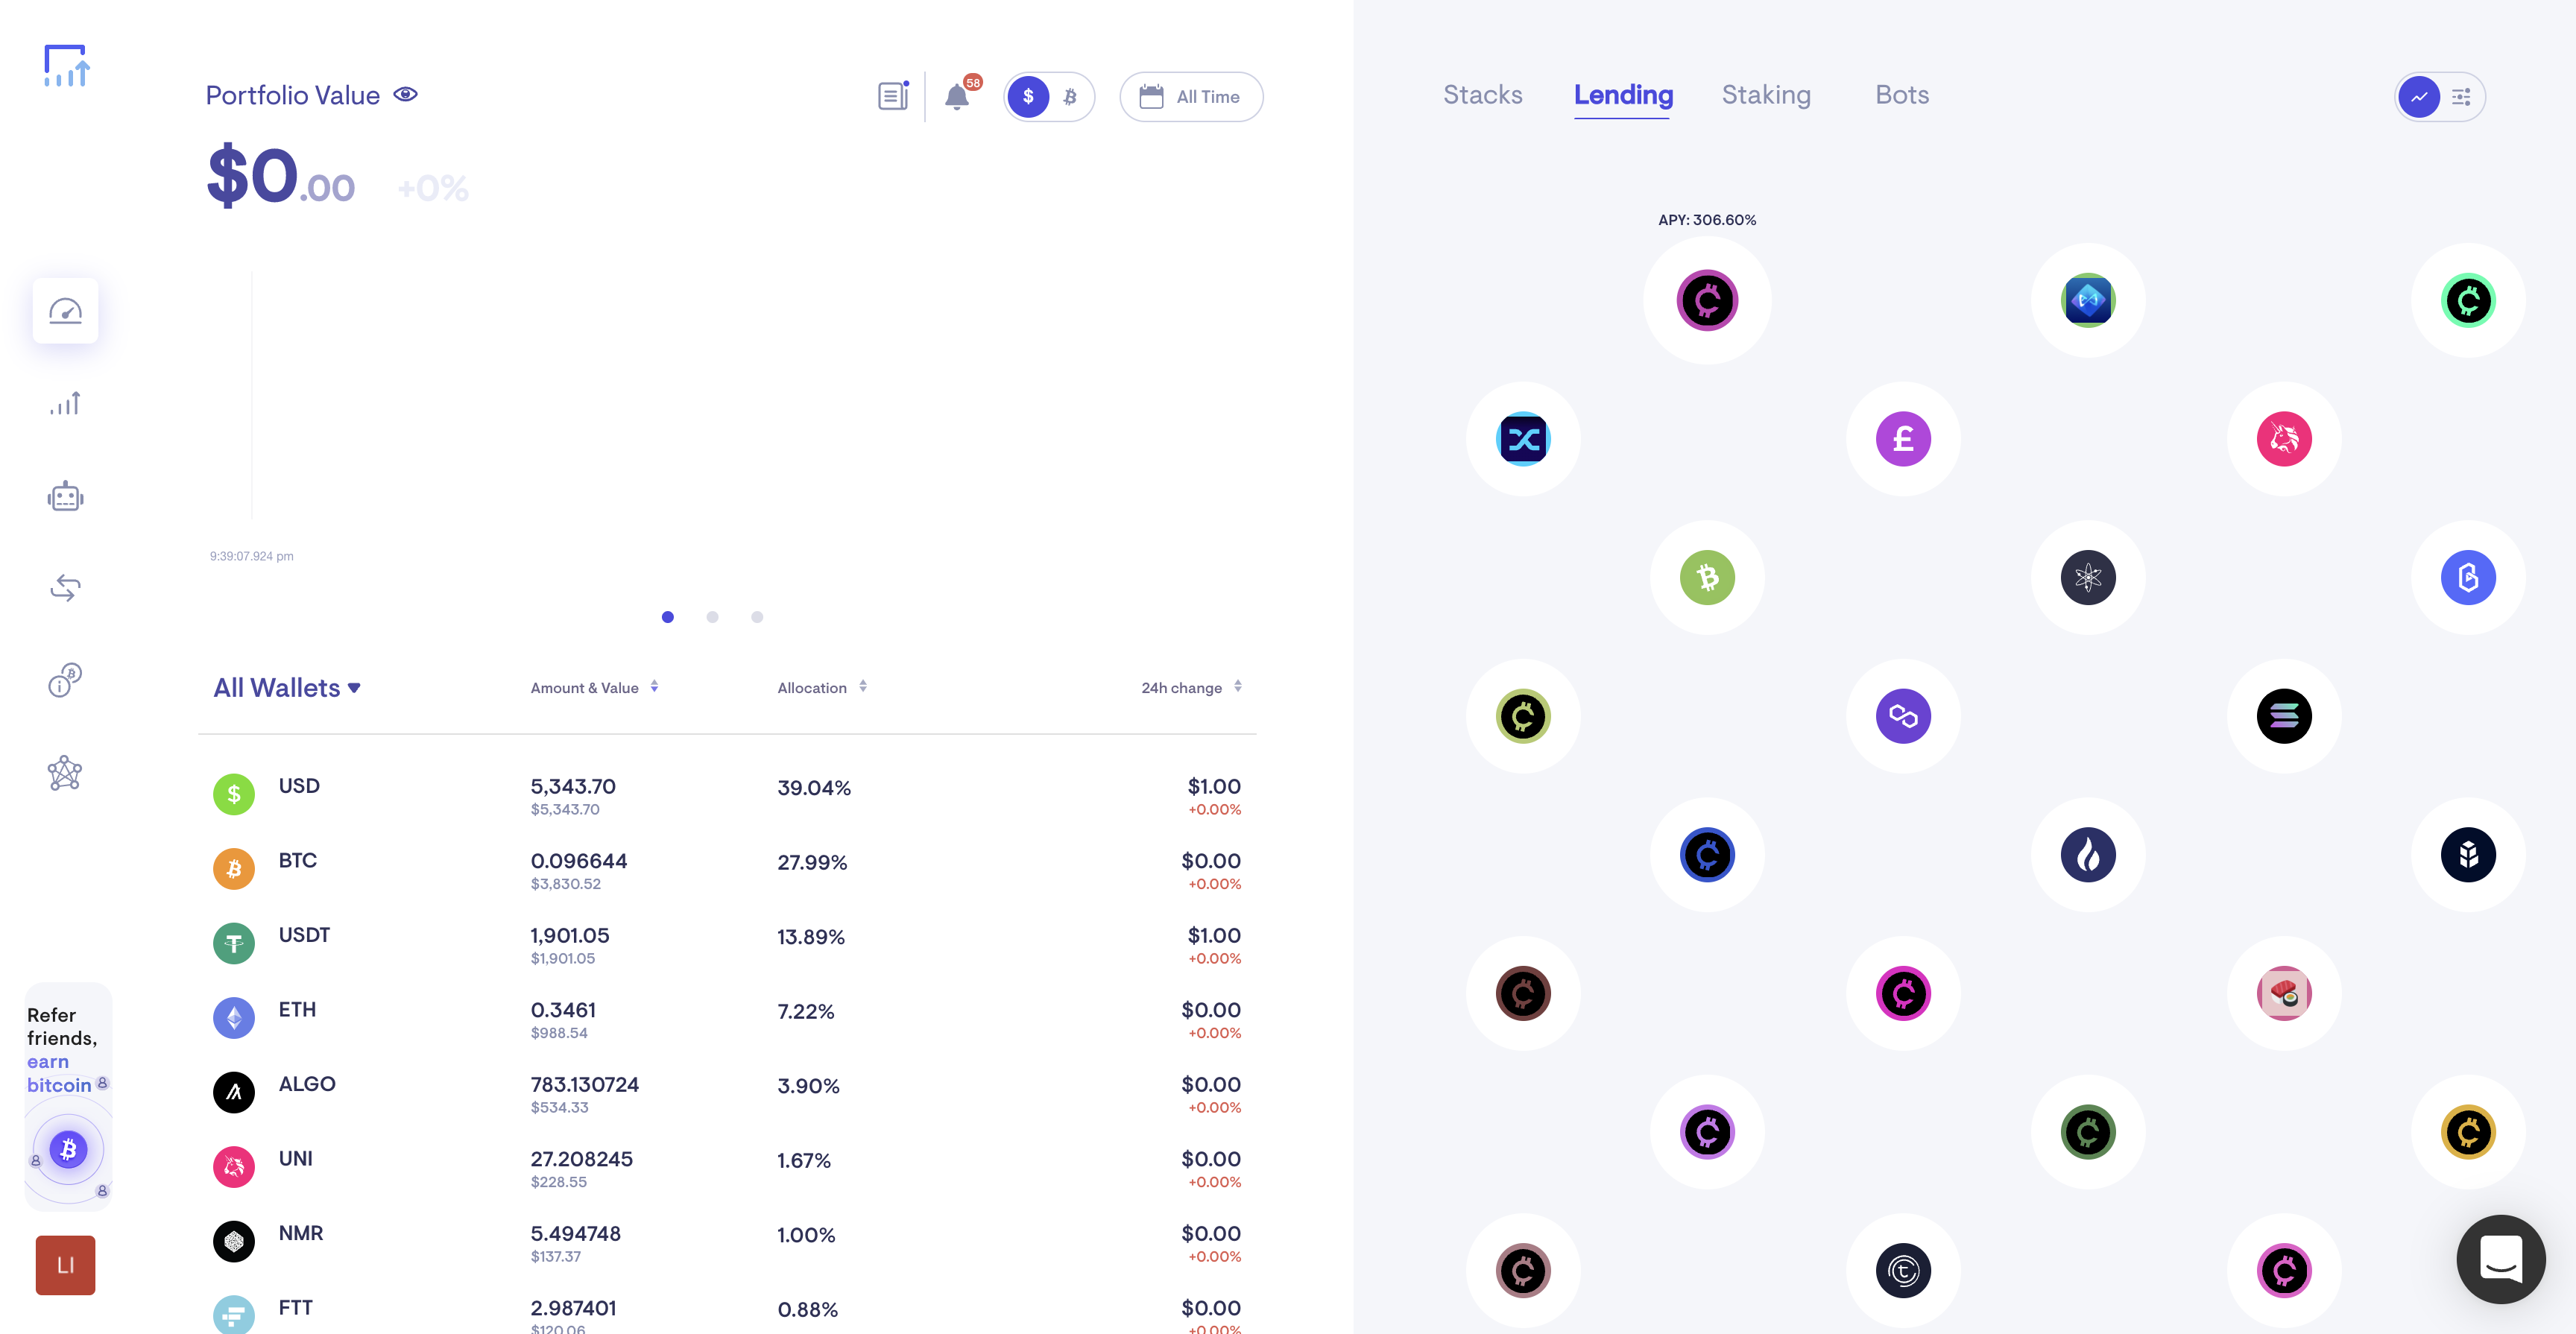 Portfolio Value
58
$
All Time
$0.00 +0%
9:39:07.924 pm
All Wallets Amount & Value Allocation 24h change
USD 5,343.70 39.04% $1.00
$5,343.70 +0.00%
BTC 0.096644 27.99% $0.00
$3,830.52 +0.00%
USDT 1,901.05 13.89% $1.00
$1,901.05 +0.00%
ETH 0.3461 7.22% $0.00
$988.54 +0.00%
ALGO 783.130724 3.90% $0.00
$534.33 +0.00%
UNI 27.208245 1.67% $0.00
$228.55 +0.00%
NMR 5.494748 1.00% $0.00
$137.37 +0.00%
FTT 2.987401 0.88% $0.00
$120.06 +0.00%
Refer
friends,
earn
bitcoin
LI
Stacks Lending Staking Bots
APY: 306.60%